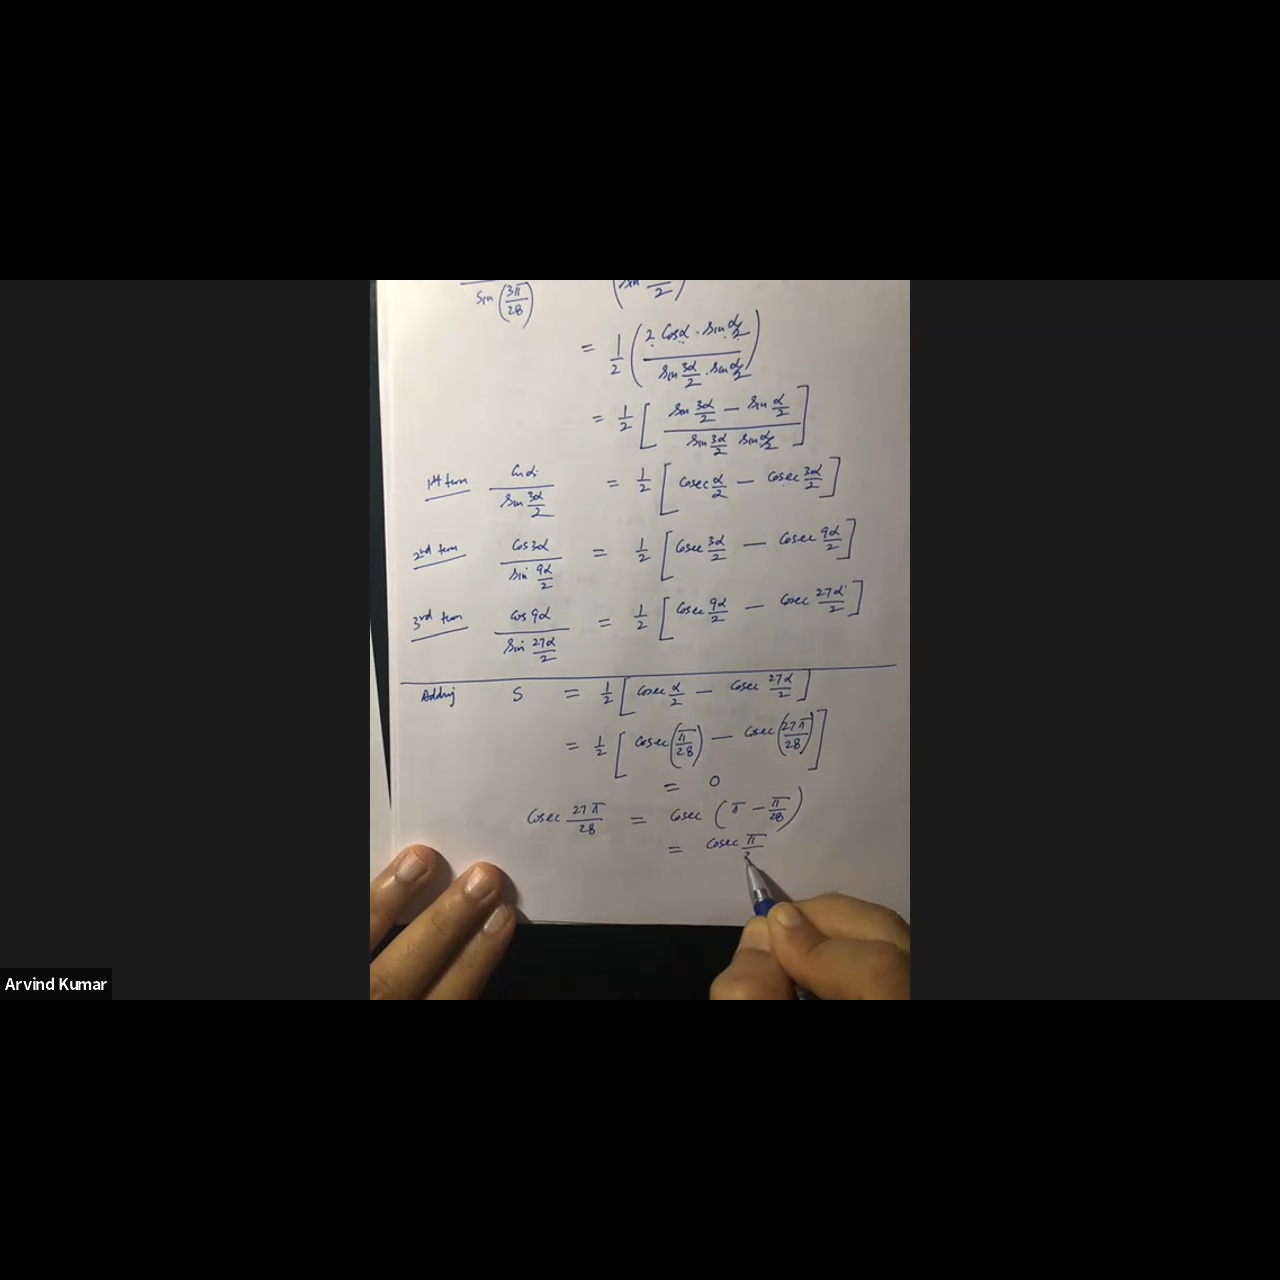 Sin (3π/28) (Sin /2)
= 1/2 ( 2 Cosα · Sin α/2 / Sin 3α/2 · Sin α/2 )
= 1/2 [ Sin 3α/2 − Sin α/2 / Sin 3α/2 Sin α/2 ]
1st term Cos α / Sin 3α/2 = 1/2 [ Cosec α/2 − Cosec 3α/2 ]
2nd term Cos 3α / Sin 9α/2 = 1/2 [ Cosec 3α/2 − Cosec 9α/2 ]
3rd term Cos 9α / Sin 27α/2 = 1/2 [ Cosec 9α/2 − Cosec 27α/2 ]
Adding S = 1/2 [ Cosec α/2 − Cosec 27α/2 ]
= 1/2 [ Cosec (π/28) − Cosec (27π/28) ]
= 0
Cosec 27π/28 = Cosec ( π − π/28 )
= Cosec π/2
Arvind Kumar